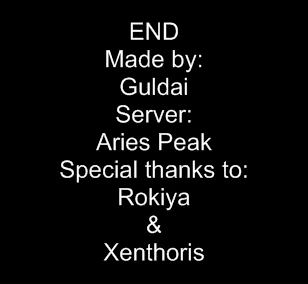 END
Made by:
Guldai
Server:
Aries Peak
Special thanks to:
Rokiya
&
Xenthoris